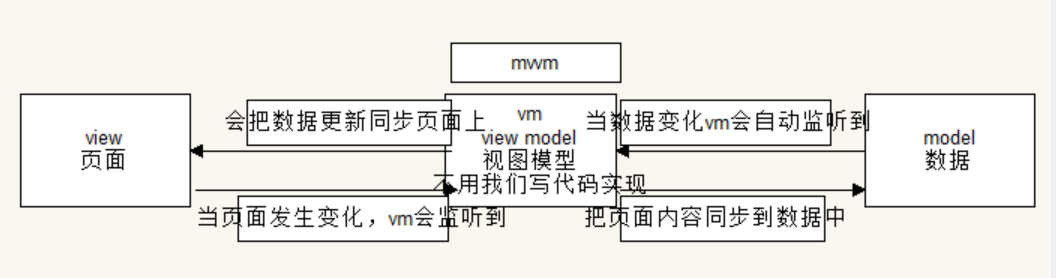 mvvm
view
页面
会把数据更新同步页面上
vm
view model
视图模型
不用我们写代码实现
当数据变化vm会自动监听到
model
数据
当页面发生变化，vm会监听到
把页面内容同步到数据中